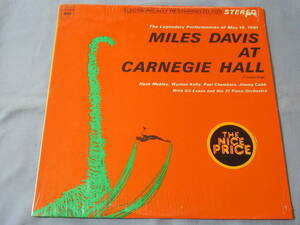 ELECTRONICALLY RE-CHANNELED FOR STEREO
The Legendary Performances of May 19, 1961
MILES DAVIS
AT
CARNEGIE HALL
Hank Mobley, Wynton Kelly, Paul Chambers, Jimmy Cobb
With Gil Evans and His 21 Piece Orchestra
THE
NICE
PRICE